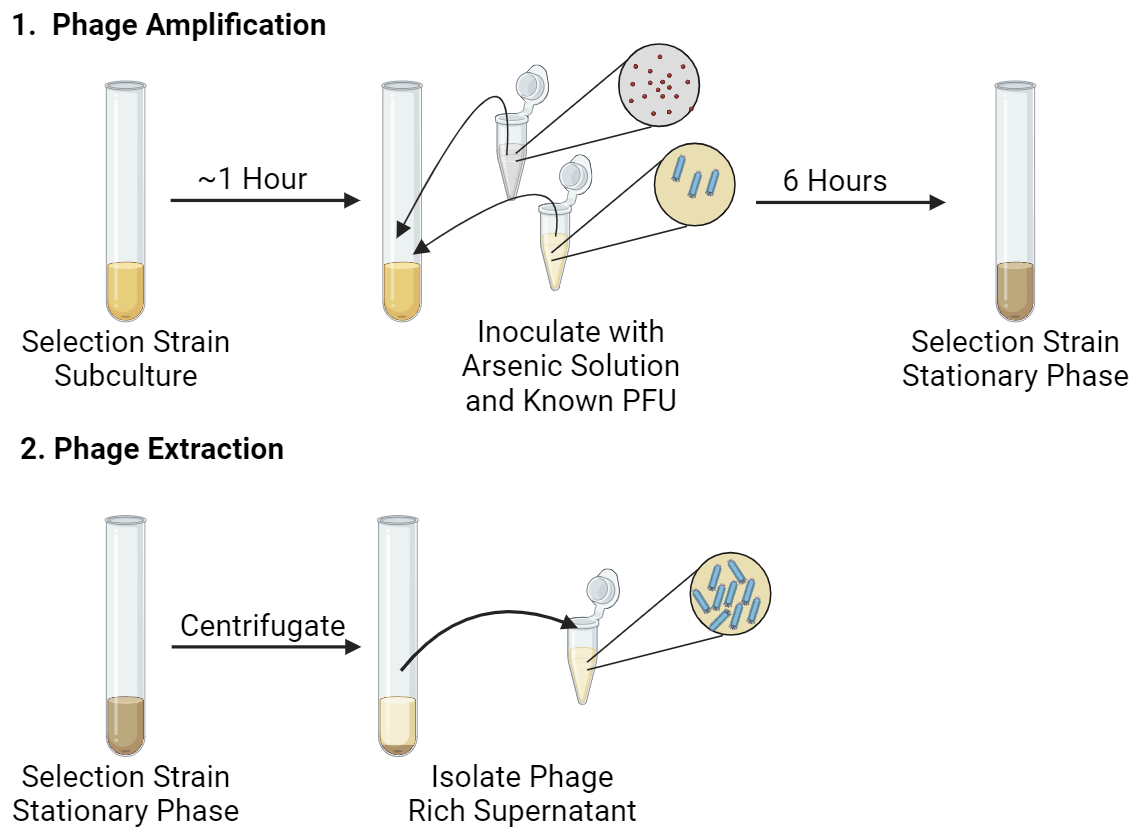 1. Phage Amplification
~1 Hour
6 Hours
Selection Strain
Subculture
Inoculate with
Arsenic Solution
and Known PFU
Selection Strain
Stationary Phase
2. Phage Extraction
Centrifugate
Selection Strain
Stationary Phase
Isolate Phage
Rich Supernatant